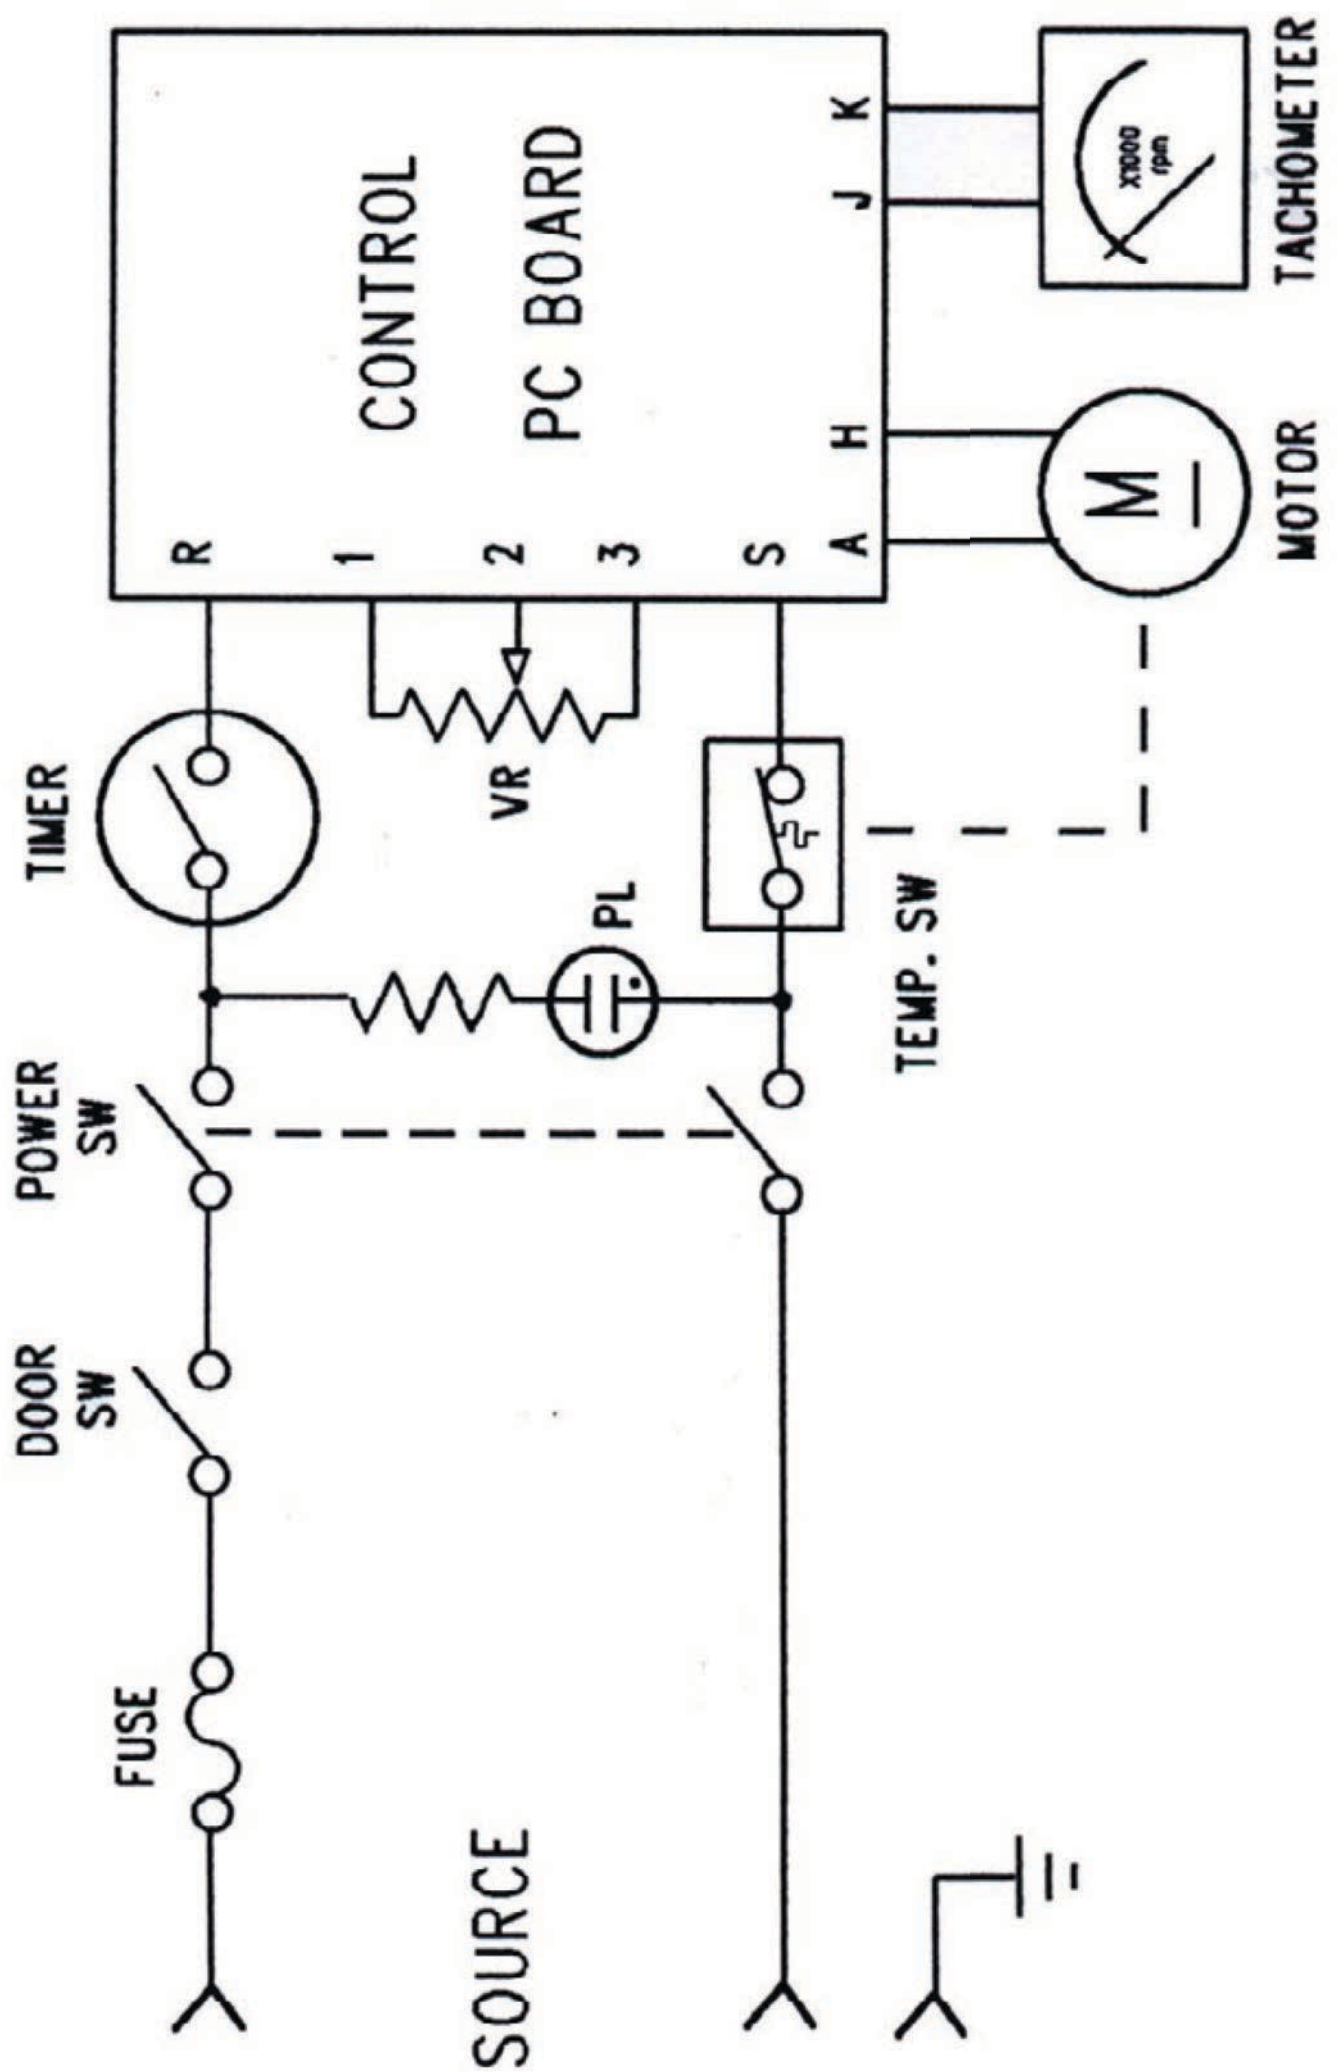 POWER
SW
TIMER
DOOR
SW
FUSE
R
1
2
3
S
CONTROL
PC BOARD
VR
PL
SOURCE
A
H
J
K
TEMP. SW
M
X1000
rpm
MOTOR
TACHOMETER